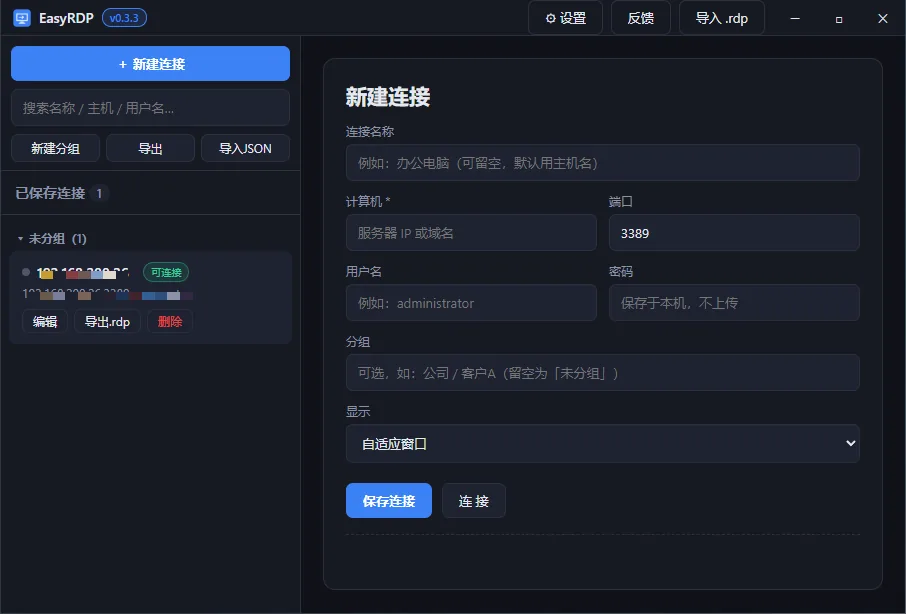 EasyRDP v0.3.3
⚙ 设置 反馈 导入 .rdp
+ 新建连接
搜索名称 / 主机 / 用户名...
新建分组 导出 导入JSON
已保存连接 1
未分组 (1)
可连接
编辑 导出.rdp 删除
新建连接
连接名称
例如：办公电脑（可留空，默认用主机名）
计算机 * 端口
服务器 IP 或域名 3389
用户名 密码
例如：administrator 保存于本机，不上传
分组
可选，如：公司 / 客户A（留空为「未分组」）
显示
自适应窗口
保存连接 连 接